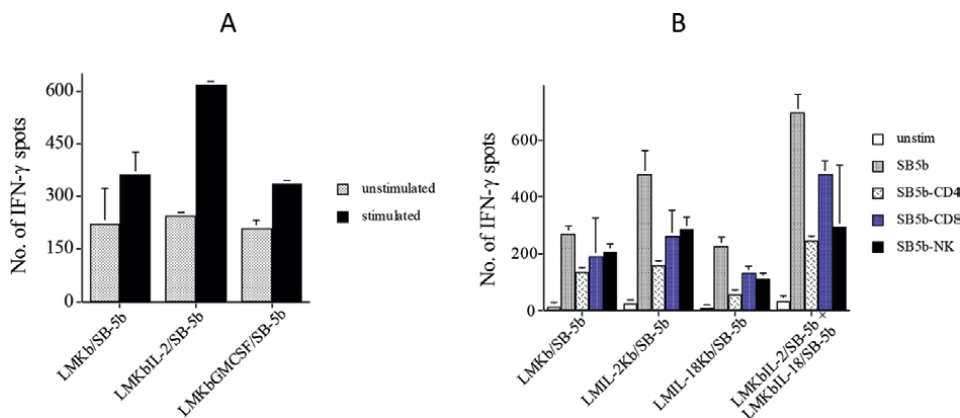 A
No. of IFN-γ spots
600
450
300
150
0
LMKb/SB-5b
LMKbIL-2/SB-5b
LMKbGMCSF/SB-5b
unstimulated
stimulated
B
No. of IFN-γ spots
600
400
200
0
LMKb/SB-5b
LMIL-2Kb/SB-5b
LMIL-18Kb/SB-5b
LMKbIL-2/SB-5b ×
LMKbIL-18/SB-5b
unstim
SB5b
SB5b-CD4
SB5b-CD8
SB5b-NK